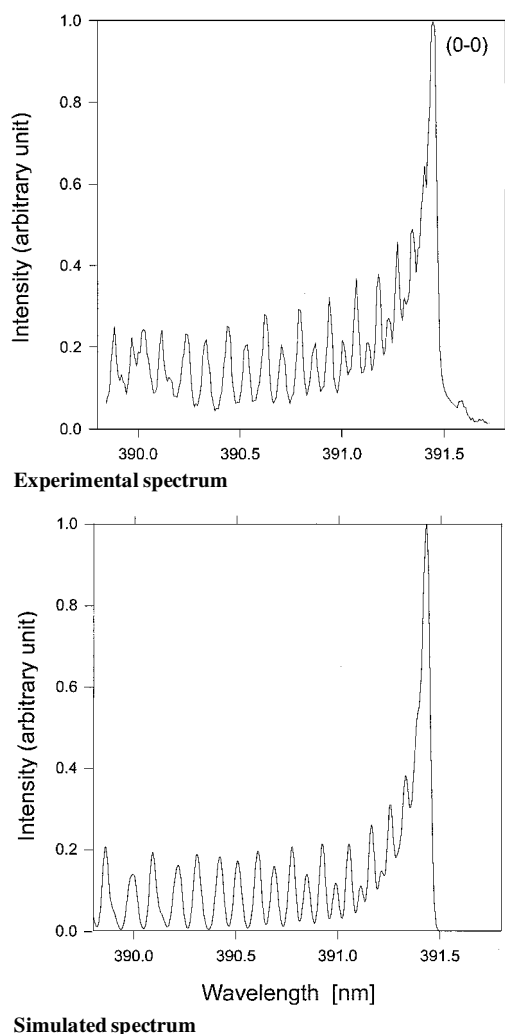 (0-0)
Intensity (arbitrary unit)
1.0
0.8
0.6
0.4
0.2
0.0
390.0 390.5 391.0 391.5
Experimental spectrum
Intensity (arbitrary unit)
1.0
0.8
0.6
0.4
0.2
0.0
390.0 390.5 391.0 391.5
Wavelength [nm]
Simulated spectrum